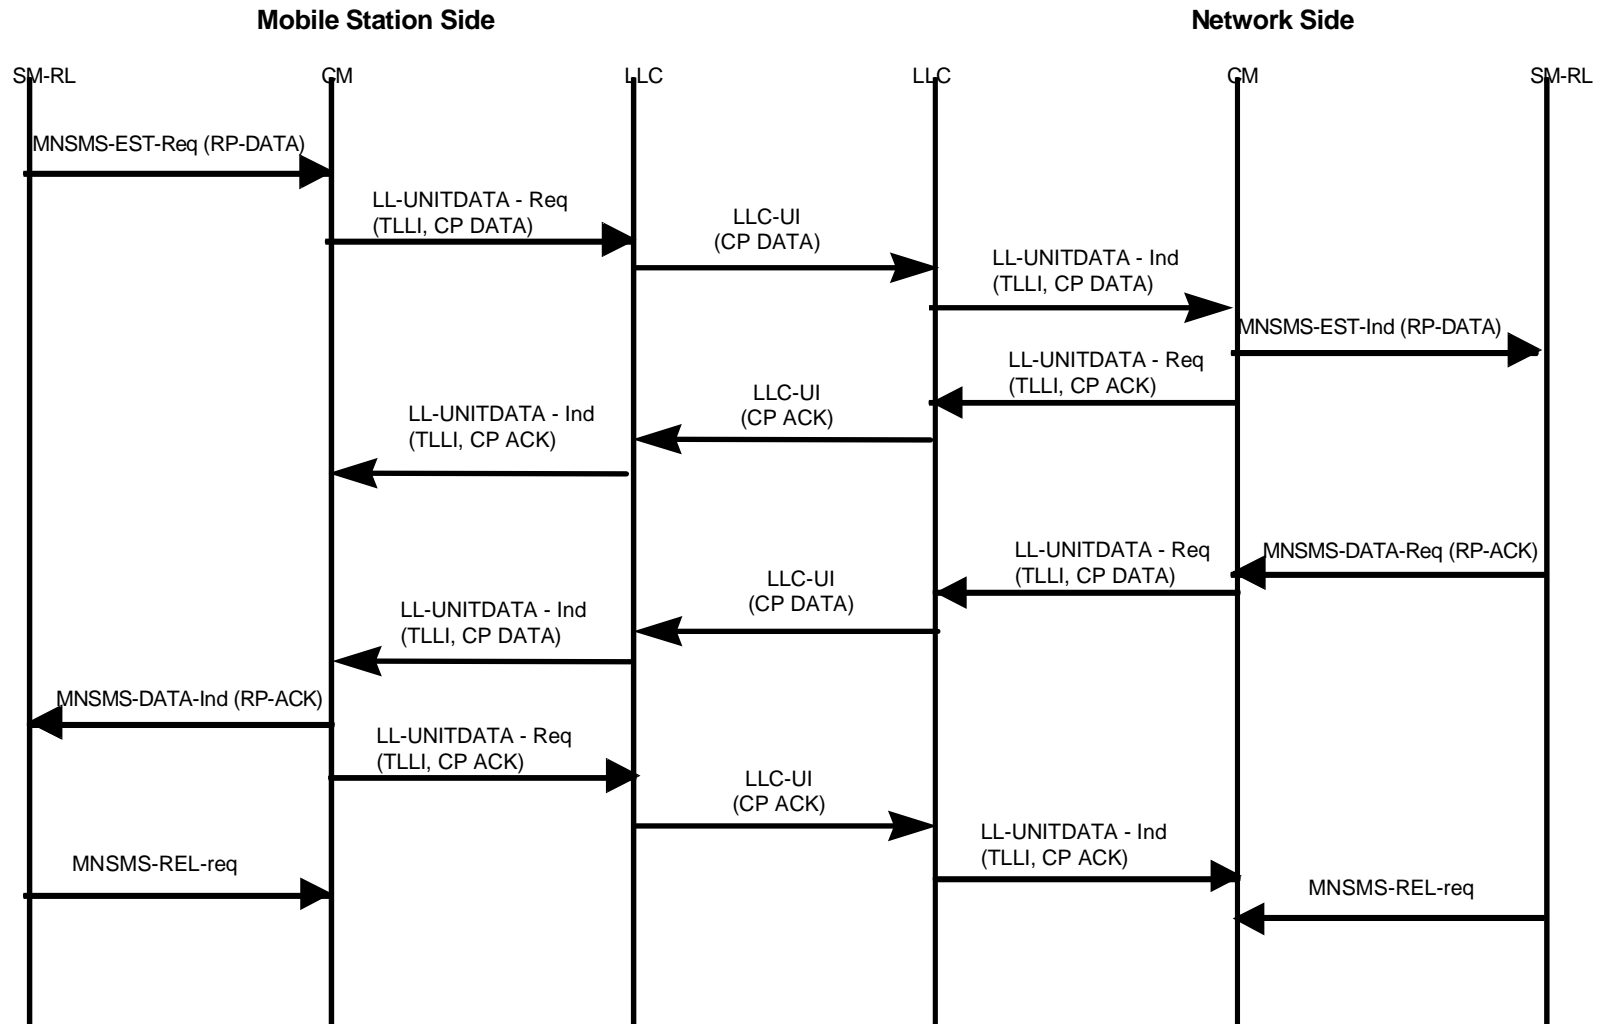 Mobile Station Side
Network Side
SM-RL
CM
LLC
LLC
CM
SM-RL
MNSMS-EST-Req (RP-DATA)
LL-UNITDATA - Req
(TLLI, CP DATA)
LLC-UI
(CP DATA)
LL-UNITDATA - Ind
(TLLI, CP DATA)
MNSMS-EST-Ind (RP-DATA)
LL-UNITDATA - Req
(TLLI, CP ACK)
LLC-UI
(CP ACK)
LL-UNITDATA - Ind
(TLLI, CP ACK)
MNSMS-DATA-Req (RP-ACK)
LL-UNITDATA - Req
(TLLI, CP DATA)
LLC-UI
(CP DATA)
LL-UNITDATA - Ind
(TLLI, CP DATA)
MNSMS-DATA-Ind (RP-ACK)
LL-UNITDATA - Req
(TLLI, CP ACK)
LLC-UI
(CP ACK)
LL-UNITDATA - Ind
(TLLI, CP ACK)
MNSMS-REL-req
MNSMS-REL-req